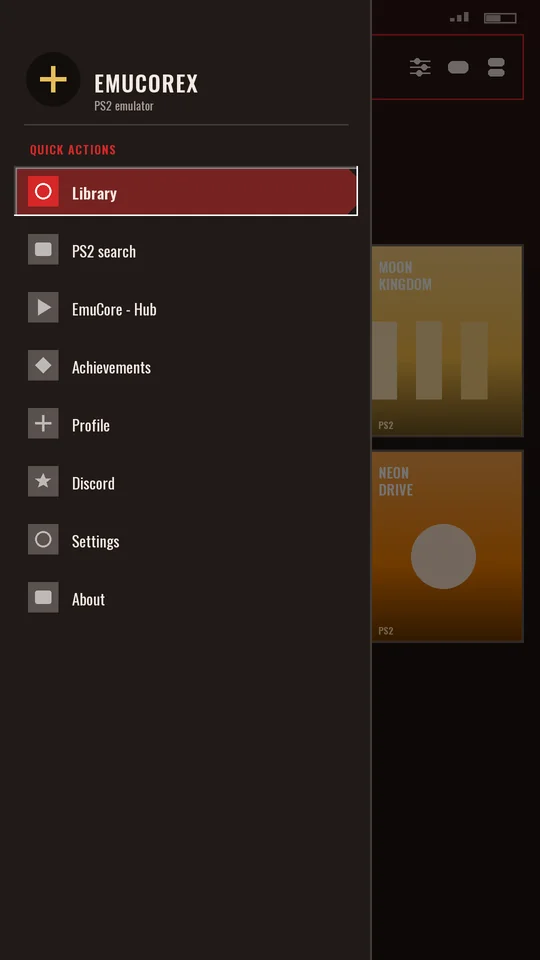 EMUCOREX
PS2 emulator
QUICK ACTIONS
Library
PS2 search
EmuCore - Hub
Achievements
Profile
Discord
Settings
About
MOON
KINGDOM
PS2
NEON
DRIVE
PS2